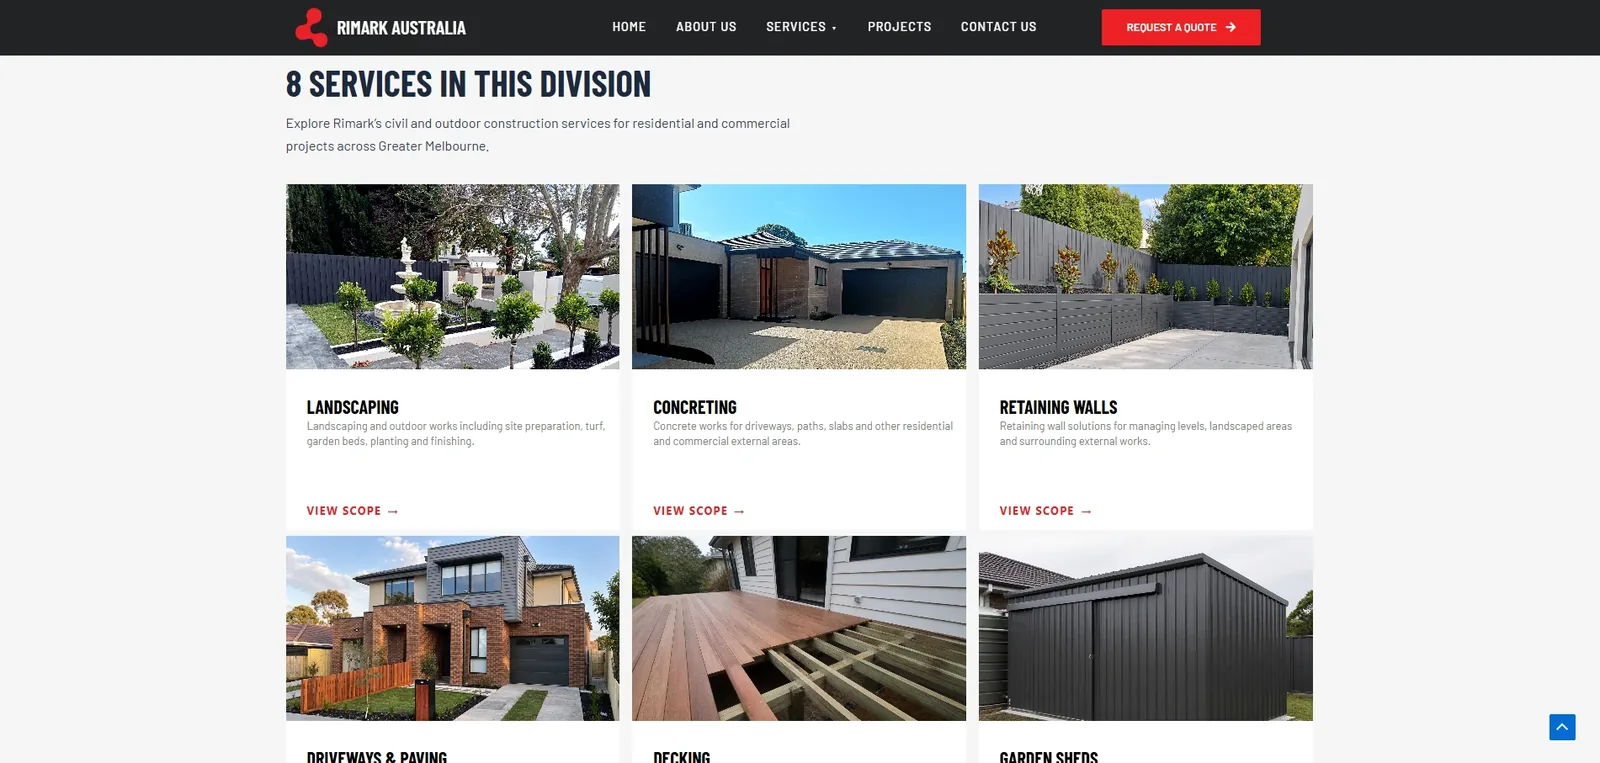 RIMARK AUSTRALIA
HOME ABOUT US SERVICES ▾ PROJECTS CONTACT US
REQUEST A QUOTE →
8 SERVICES IN THIS DIVISION
Explore Rimark's civil and outdoor construction services for residential and commercial
projects across Greater Melbourne.
LANDSCAPING
Landscaping and outdoor works including site preparation, turf,
garden beds, planting and finishing.
VIEW SCOPE →
CONCRETING
Concrete works for driveways, paths, slabs and other residential
and commercial external areas.
VIEW SCOPE →
RETAINING WALLS
Retaining wall solutions for managing levels, landscaped areas
and surrounding external works.
VIEW SCOPE →
DRIVEWAYS & PAVING
DECKING
GARDEN SHEDS